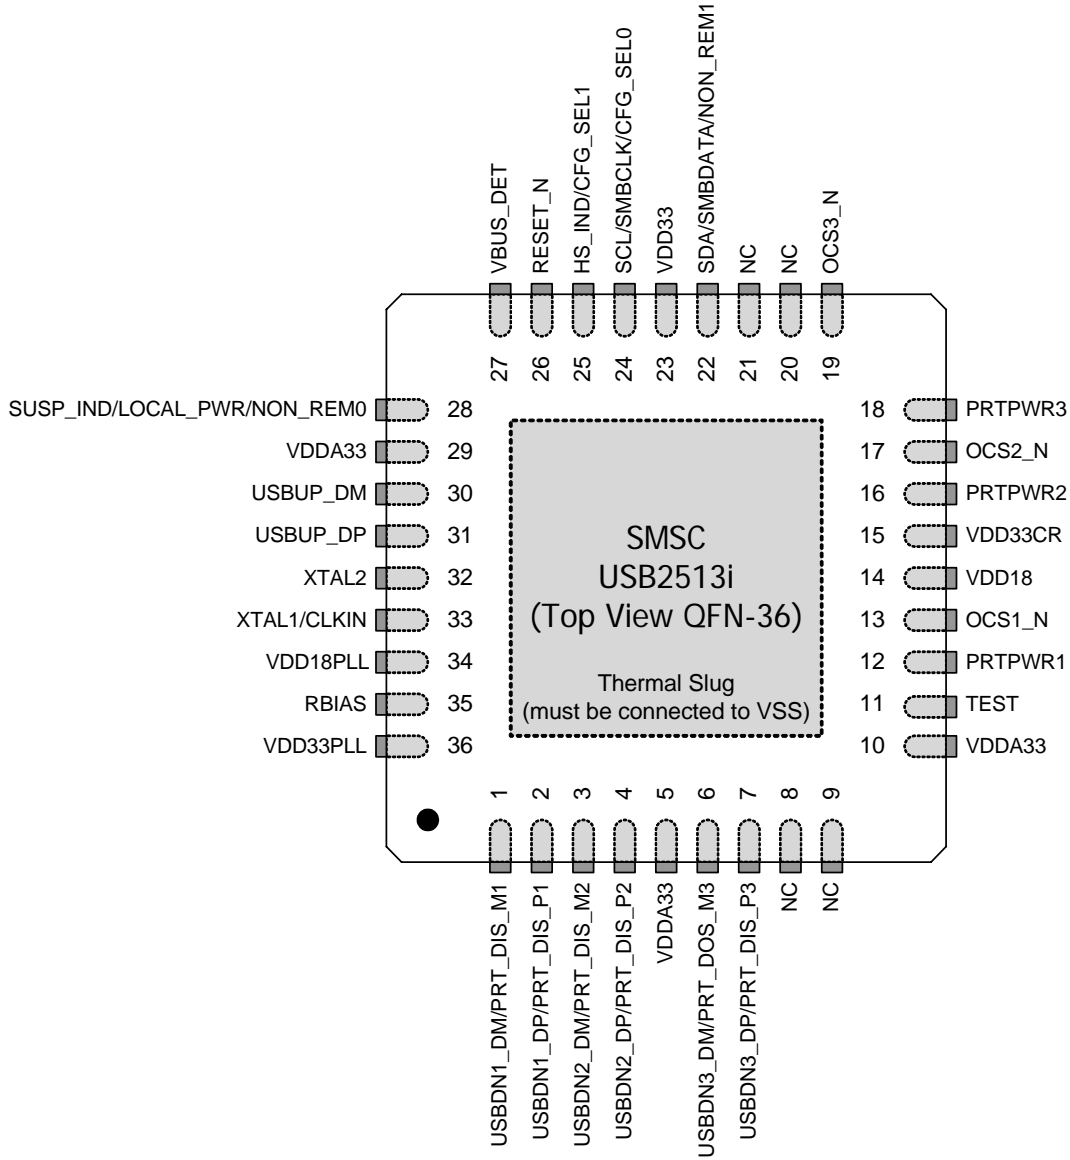 VBUS_DET
RESET_N
HS_IND/CFG_SEL1
SCL/SMBCLK/CFG_SEL0
VDD33
SDA/SMBDATA/NON_REM1
NC
NC
OCS3_N
27
26
25
24
23
22
21
20
19
SUSP_IND/LOCAL_PWR/NON_REM0 28
VDDA33 29
USBUP_DM 30
USBUP_DP 31
XTAL2 32
XTAL1/CLKIN 33
VDD18PLL 34
RBIAS 35
VDD33PLL 36
SMSC
USB2513i
(Top View QFN-36)
Thermal Slug
(must be connected to VSS)
18 PRTPWR3
17 OCS2_N
16 PRTPWR2
15 VDD33CR
14 VDD18
13 OCS1_N
12 PRTPWR1
11 TEST
10 VDDA33
1
2
3
4
5
6
7
8
9
USBDN1_DM/PRT_DIS_M1
USBDN1_DP/PRT_DIS_P1
USBDN2_DM/PRT_DIS_M2
USBDN2_DP/PRT_DIS_P2
VDDA33
USBDN3_DM/PRT_DOS_M3
USBDN3_DP/PRT_DIS_P3
NC
NC